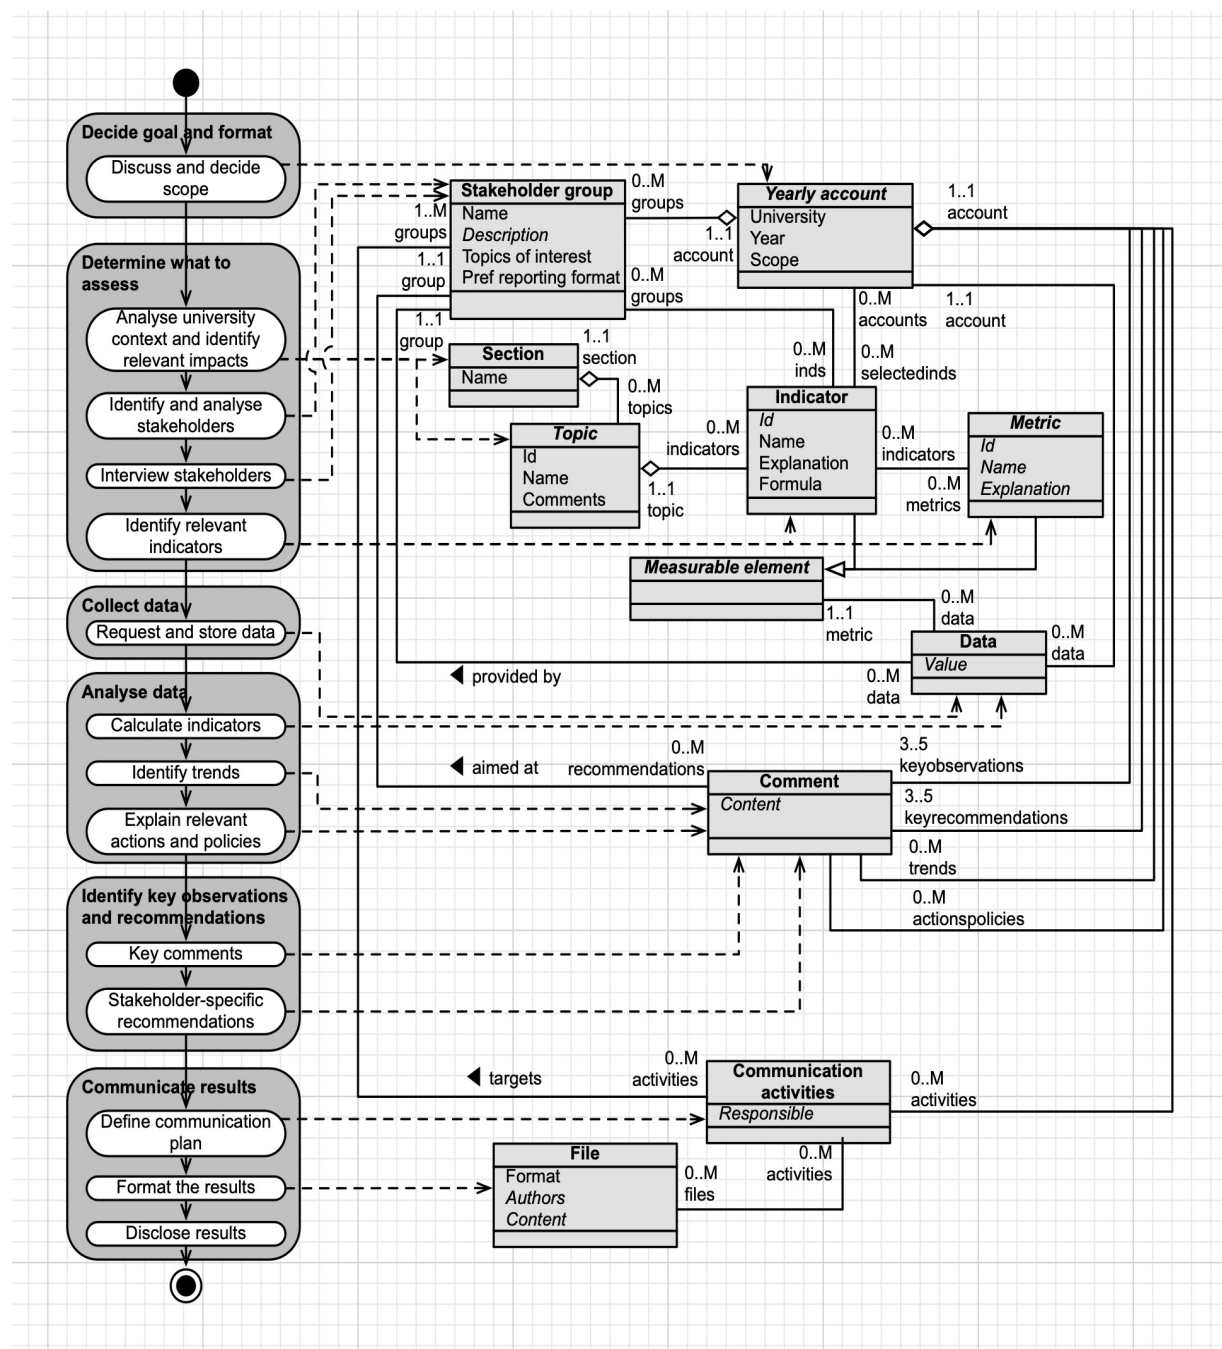 Decide goal and format
Discuss and decide
scope
Determine what to
assess
Analyse university
context and identify
relevant impacts
Identify and analyse
stakeholders
Interview stakeholders
Identify relevant
indicators
Collect data
Request and store data
Analyse data
Calculate indicators
Identify trends
Explain relevant
actions and policies
Identify key observations
and recommendations
Key comments
Stakeholder-specific
recommendations
Communicate results
Define communication
plan
Format the results
Disclose results
Stakeholder group
Name
Description
Topics of interest
Pref reporting format
1..M
groups
1..1
group
1..1
group
0..M
groups
1..1
account
0..M
groups
Yearly account
University
Year
Scope
1..1
account
0..M
accounts
1..1
account
Section
Name
1..1
section
0..M
topics
0..M
inds
0..M
selectedinds
Topic
Id
Name
Comments
0..M
indicators
1..1
topic
Indicator
Id
Name
Explanation
Formula
0..M
indicators
0..M
metrics
Metric
Id
Name
Explanation
Measurable element
1..1
metric
0..M
data
Data
Value
0..M
data
0..M
data
provided by
aimed at
0..M
recommendations
Comment
Content
3..5
keyobservations
3..5
keyrecommendations
0..M
trends
0..M
actionspolicies
targets
0..M
activities
Communication
activities
Responsible
0..M
activities
0..M
activities
File
Format
Authors
Content
0..M
files